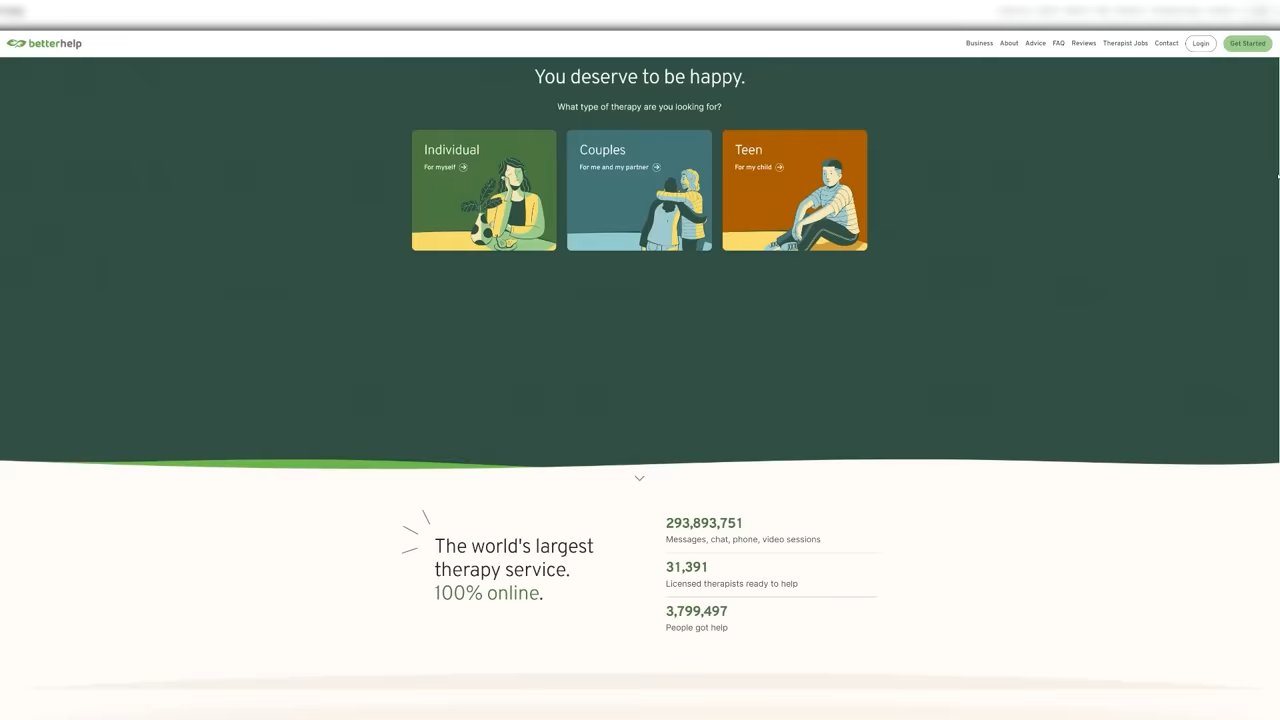 betterhelp
Business About Advice FAQ Reviews Therapist Jobs Contact Login Get Started
You deserve to be happy.
What type of therapy are you looking for?
Individual
For myself
Couples
For me and my partner
Teen
For my child
The world's largest
therapy service.
100% online.
293,893,751
Messages, chat, phone, video sessions
31,391
Licensed therapists ready to help
3,799,497
People got help